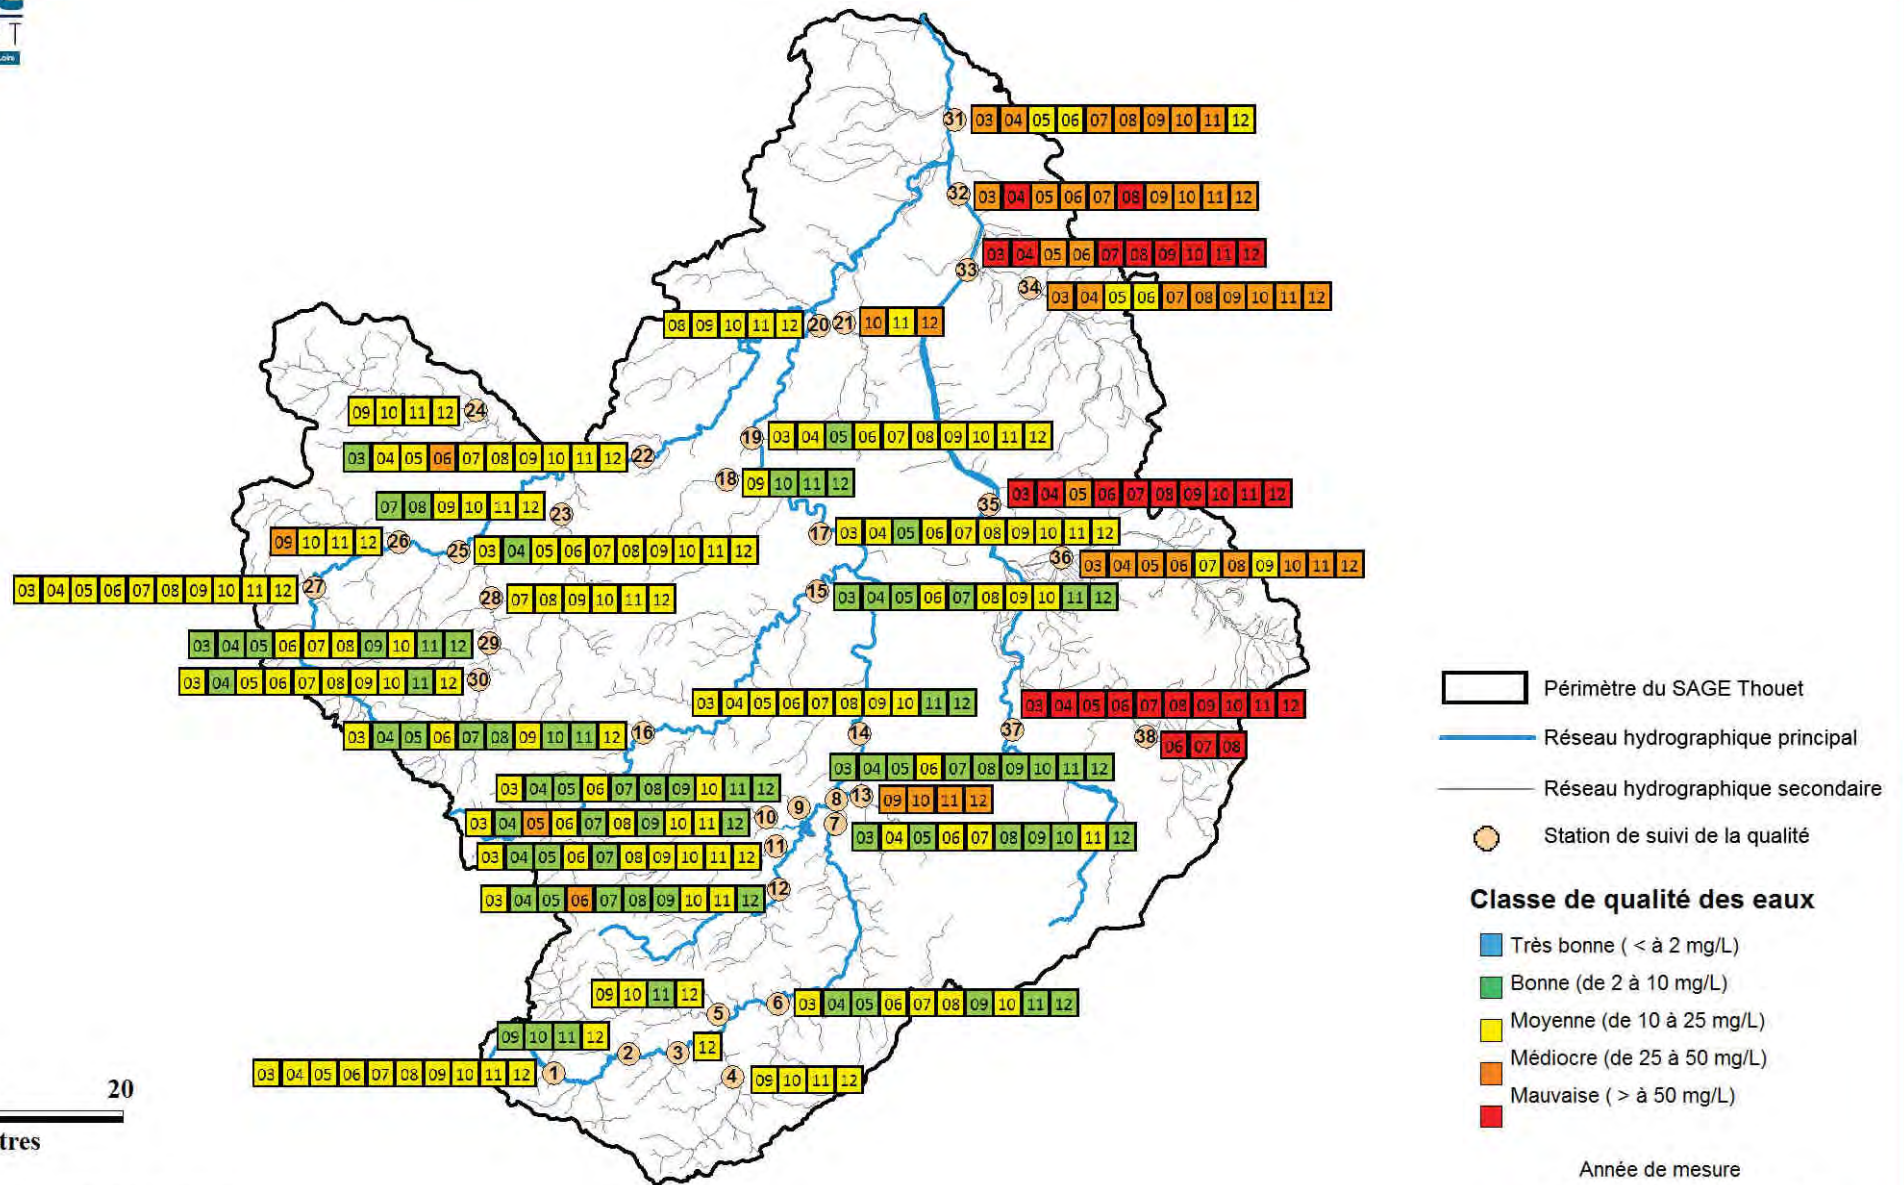 T
Loire
31 03 04 05 06 07 08 09 10 11 12
32 03 04 05 06 07 08 09 10 11 12
03 04 05 06 07 08 09 10 11 12
33
34 03 04 05 06 07 08 09 10 11 12
08 09 10 11 12 20 21 10 11 12
09 10 11 12 24
19 03 04 05 06 07 08 09 10 11 12
03 04 05 06 07 08 09 10 11 12 22
18 09 10 11 12
07 08 09 10 11 12 23
35 03 04 05 06 07 08 09 10 11 12
17 03 04 05 06 07 08 09 10 11 12
09 10 11 12 26
25 03 04 05 06 07 08 09 10 11 12
36 03 04 05 06 07 08 09 10 11 12
03 04 05 06 07 08 09 10 11 12 27
28 07 08 09 10 11 12
15 03 04 05 06 07 08 09 10 11 12
03 04 05 06 07 08 09 10 11 12 29
03 04 05 06 07 08 09 10 11 12 30
03 04 05 06 07 08 09 10 11 12
14
03 04 05 06 07 08 09 10 11 12
37
03 04 05 06 07 08 09 10 11 12 16
38 06 07 08
03 04 05 06 07 08 09 10 11 12
03 04 05 06 07 08 09 10 11 12 9
8 13 09 10 11 12
03 04 05 06 07 08 09 10 11 12 10
7 03 04 05 06 07 08 09 10 11 12
03 04 05 06 07 08 09 10 11 12 11
03 04 05 06 07 08 09 10 11 12 12
09 10 11 12 5
6 03 04 05 06 07 08 09 10 11 12
09 10 11 12 2
3 12
03 04 05 06 07 08 09 10 11 12 1
4 09 10 11 12
20
tres
Périmètre du SAGE Thouet
Réseau hydrographique principal
Réseau hydrographique secondaire
Station de suivi de la qualité
Classe de qualité des eaux
Très bonne ( < à 2 mg/L)
Bonne (de 2 à 10 mg/L)
Moyenne (de 10 à 25 mg/L)
Médiocre (de 25 à 50 mg/L)
Mauvaise ( > à 50 mg/L)
Année de mesure